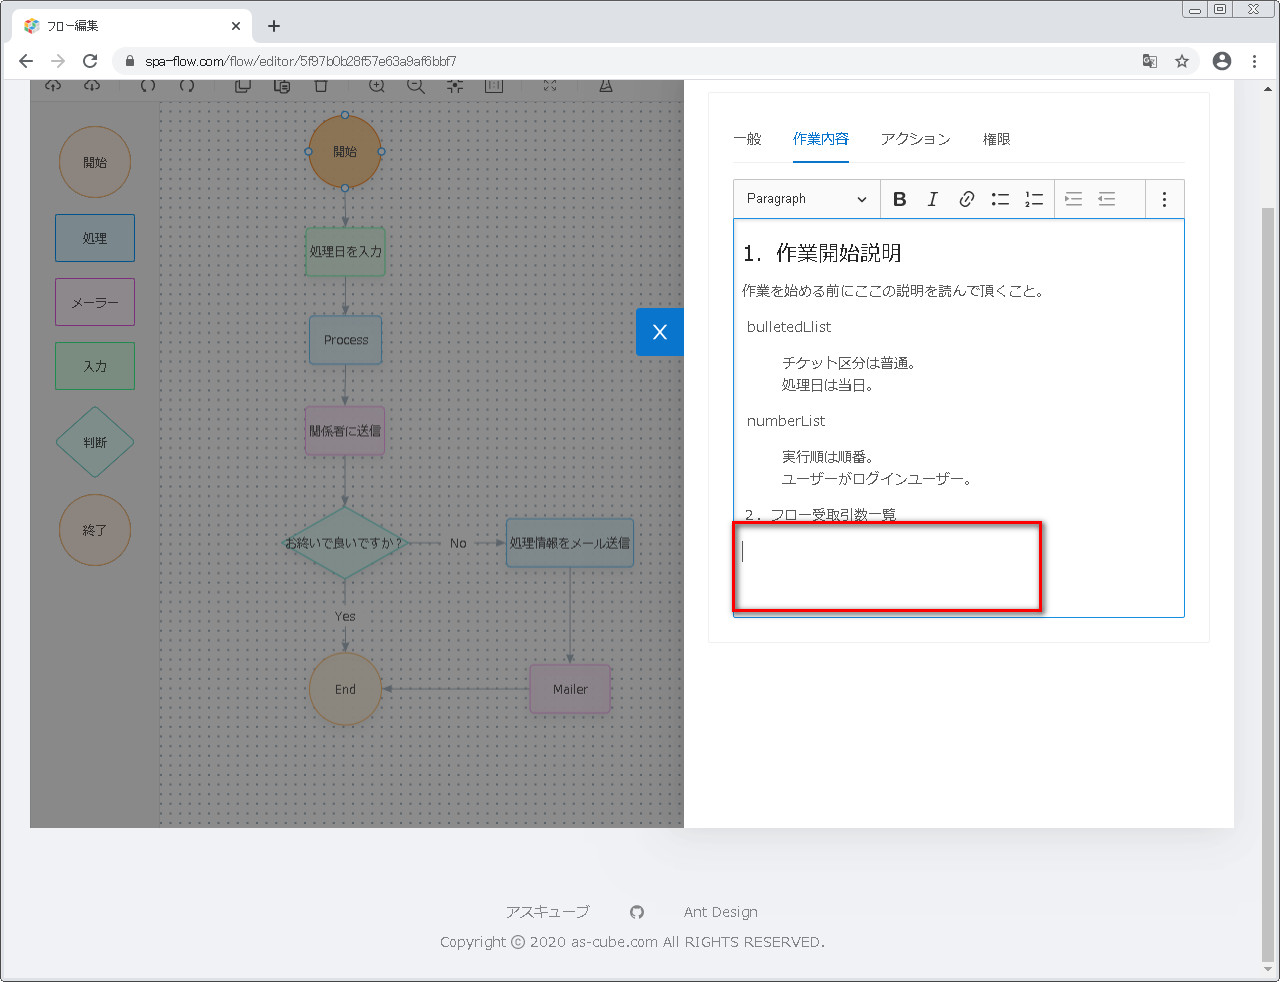 フロー編集
spa-flow.com/flow/editor/5f97b0b28f57e63a9af6bbf7
開始
処理
メーラー
入力
判断
終了
開始
処理日を入力
Process
関係者に送信
お終いで良いですか？
No
処理情報をメール送信
Yes
End
Mailer
X
一般
作業内容
アクション
権限
Paragraph
B
I
1. 作業開始説明
作業を始める前にここの説明を読んで頂くこと。
bulletedLlist
チケット区分は普通。
処理日は当日。
numberList
実行順は順番。
ユーザーがログインユーザー。
２．フロー受取引数一覧
アスキューブ
Ant Design
Copyright © 2020 as-cube.com All RIGHTS RESERVED.